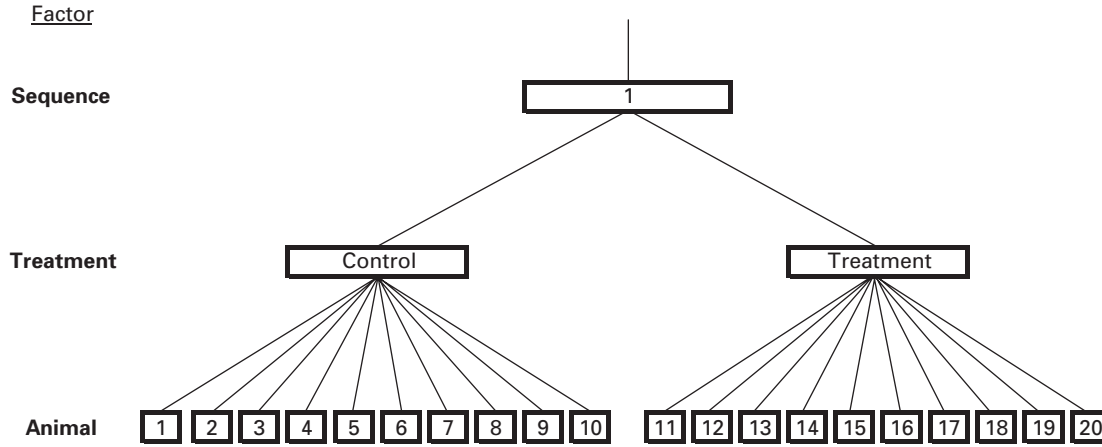 Factor
Sequence 1
Treatment Control Treatment
Animal 1 2 3 4 5 6 7 8 9 10 11 12 13 14 15 16 17 18 19 20